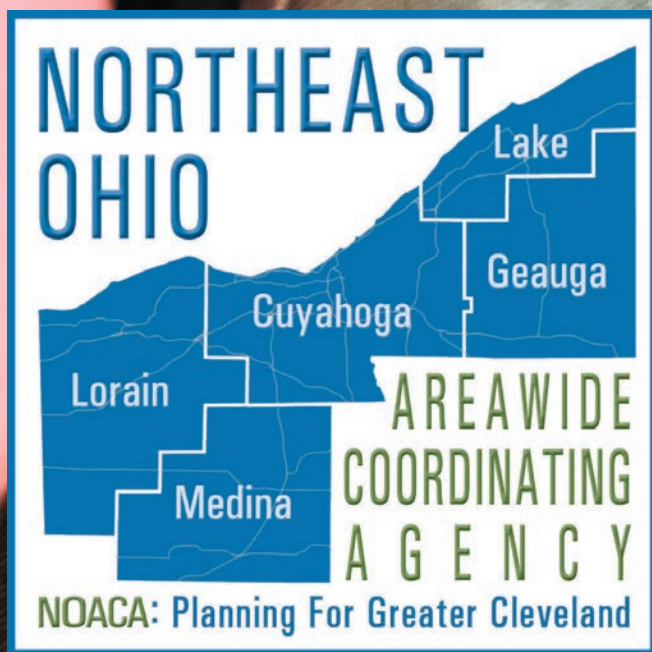 NORTHEAST
OHIO
Lake
Geauga
Cuyahoga
Lorain
Medina
AREAWIDE
COORDINATING
AGENCY
NOACA: Planning For Greater Cleveland